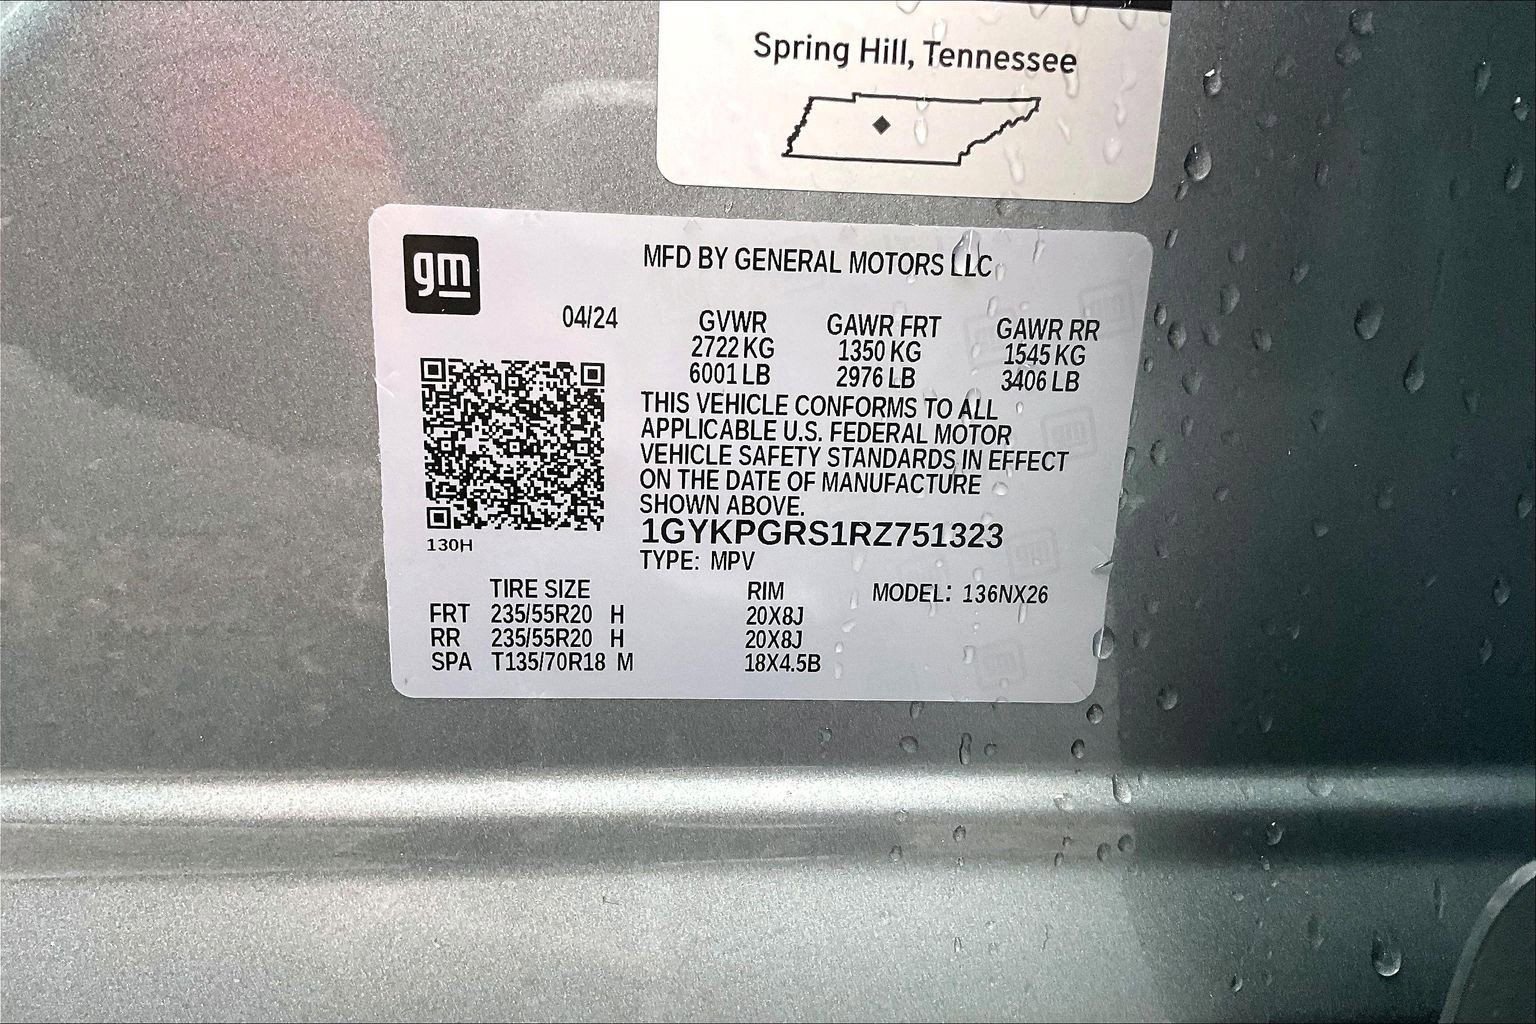 Spring Hill, Tennessee
gm
MFD BY GENERAL MOTORS LLC
04/24
GVWR GAWR FRT GAWR RR
2722 KG 1350 KG 1545 KG
6001 LB 2976 LB 3406 LB
THIS VEHICLE CONFORMS TO ALL
APPLICABLE U.S. FEDERAL MOTOR
VEHICLE SAFETY STANDARDS IN EFFECT
ON THE DATE OF MANUFACTURE
SHOWN ABOVE.
1GYKPGRS1RZ751323
130H
TYPE: MPV
TIRE SIZE RIM MODEL: 136NX26
FRT 235/55R20 H 20X8J
RR 235/55R20 H 20X8J
SPA T135/70R18 M 18X4.5B